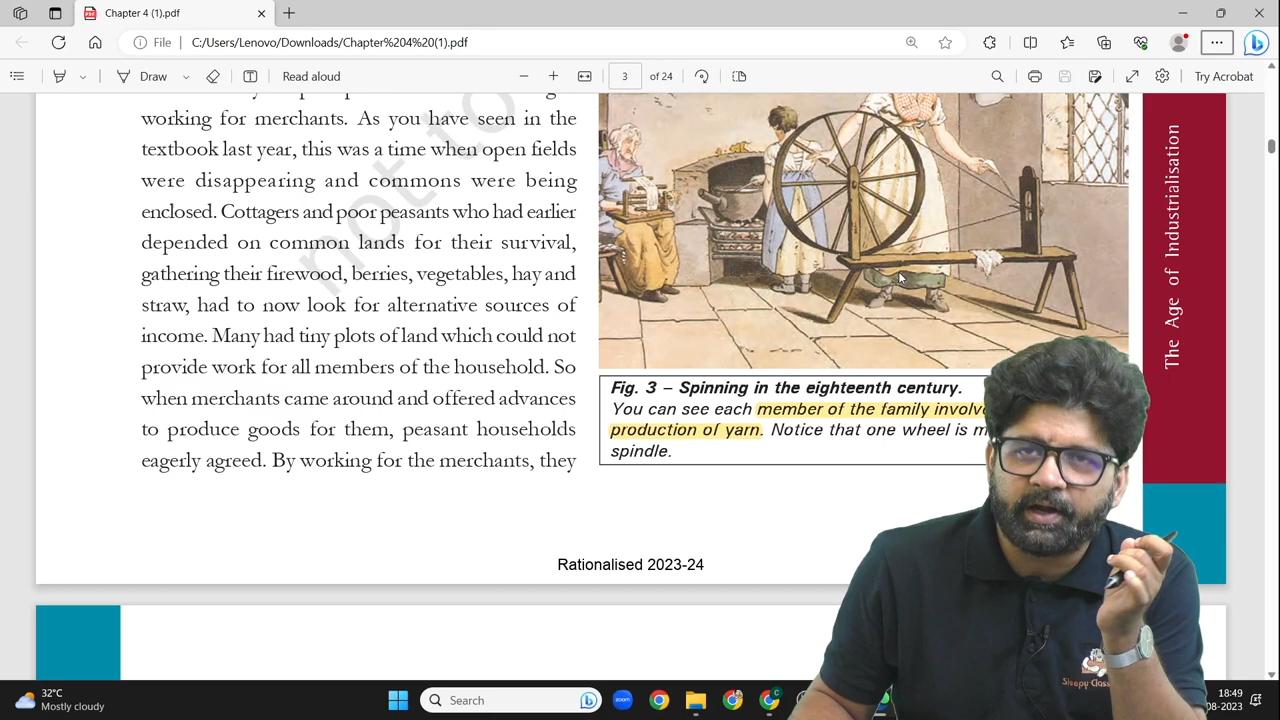 Chapter 4 (1).pdf
File
C:/Users/Lenovo/Downloads/Chapter%204%20(1).pdf
Draw
Read aloud
3
of 24
Try Acrobat
working for merchants. As you have seen in the
textbook last year, this was a time when open fields
were disappearing and commons were being
enclosed. Cottagers and poor peasants who had earlier
depended on common lands for their survival,
gathering their firewood, berries, vegetables, hay and
straw, had to now look for alternative sources of
income. Many had tiny plots of land which could not
provide work for all members of the household. So
when merchants came around and offered advances
to produce goods for them, peasant households
eagerly agreed. By working for the merchants, they
not to
Fig. 3 – Spinning in the eighteenth century.
You can see each member of the family
production of yarn. Notice that one wheel is
spindle.
The Age of Industrialisation
Rationalised 2023-24
Sleepy
32°C
Mostly cloudy
Search
zoom
18:49
08-2023